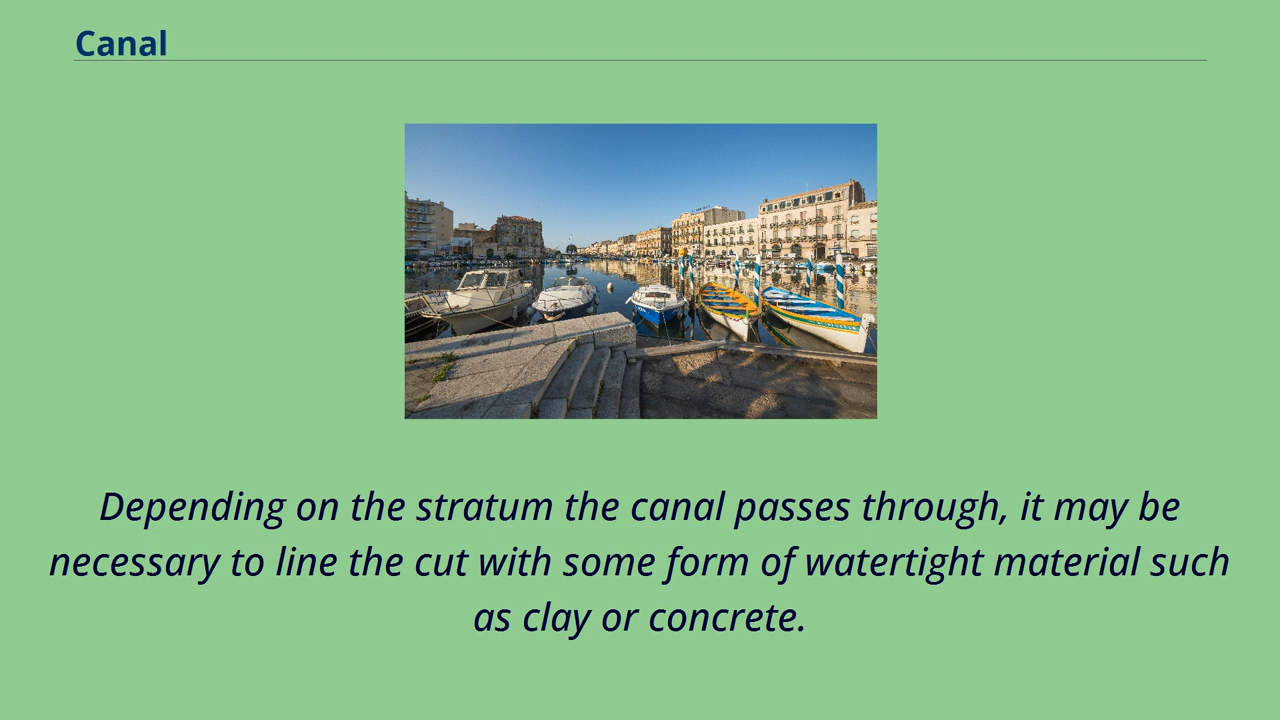 Canal
Depending on the stratum the canal passes through, it may be
necessary to line the cut with some form of watertight material such
as clay or concrete.